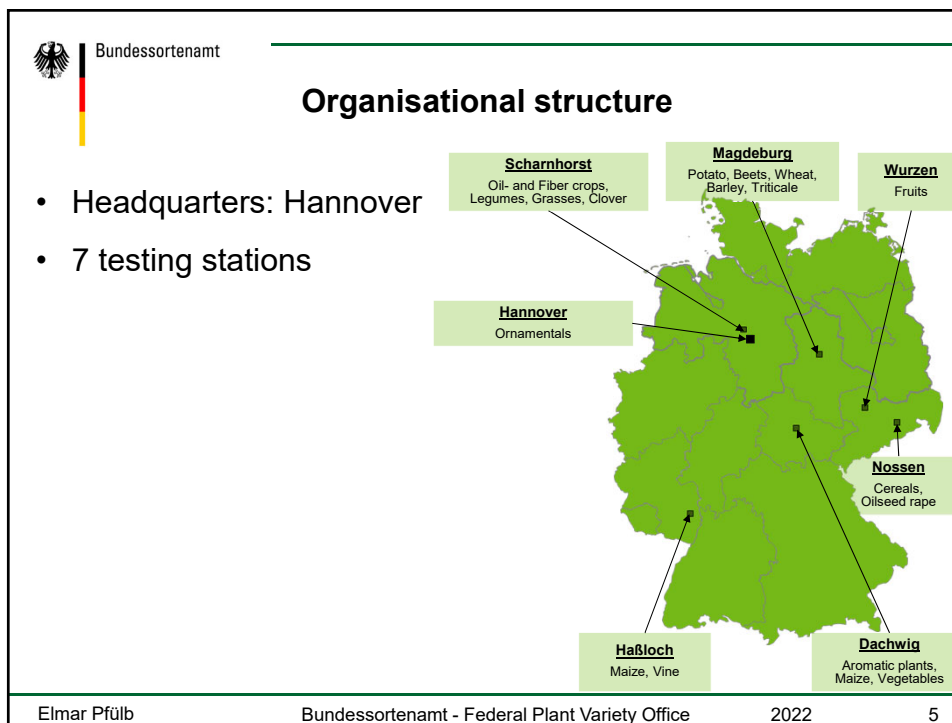 Bundessortenamt
Organisational structure
• Headquarters: Hannover
• 7 testing stations
Scharnhorst
Oil- and Fiber crops,
Legumes, Grasses, Clover
Magdeburg
Potato, Beets, Wheat,
Barley, Triticale
Wurzen
Fruits
Hannover
Ornamentals
Nossen
Cereals,
Oilseed rape
Haßloch
Maize, Vine
Dachwig
Aromatic plants,
Maize, Vegetables
Elmar Pfülb Bundessortenamt - Federal Plant Variety Office 2022 5